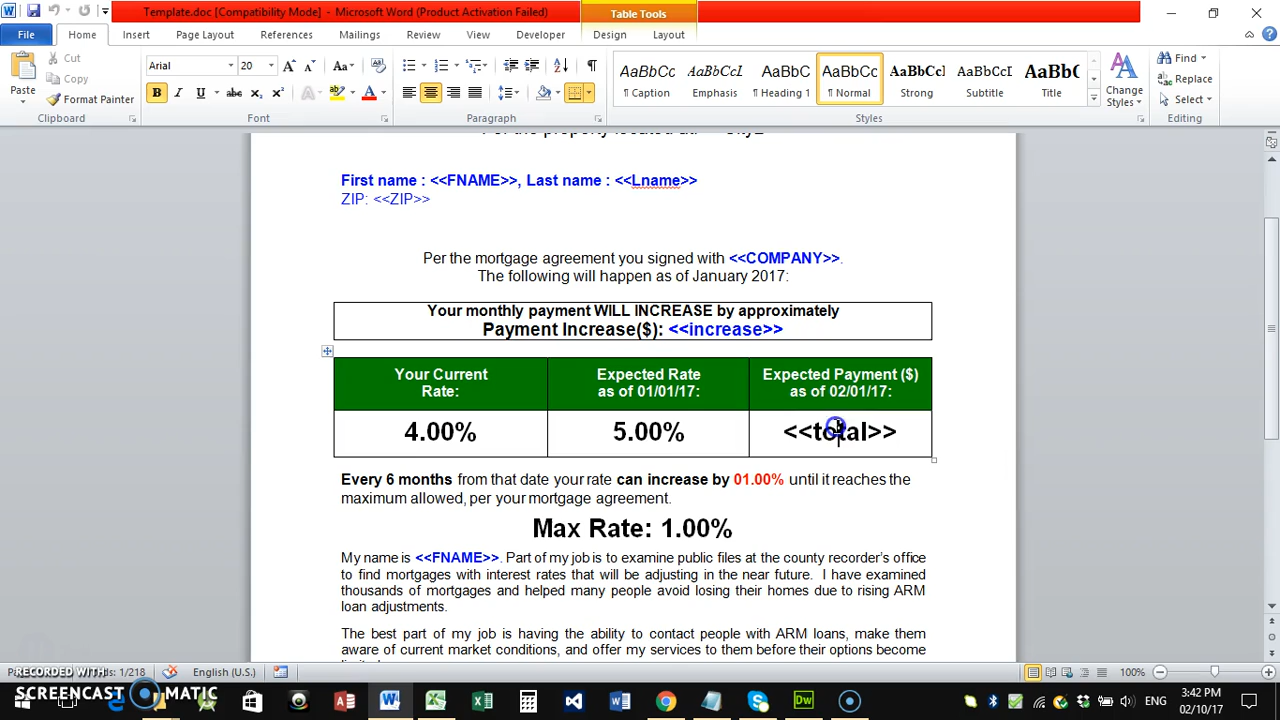 Template.doc [Compatibility Mode] - Microsoft Word (Product Activation Failed)
Table Tools
File Home Insert Page Layout References Mailings Review View Developer Design Layout
Paste
Cut
Copy
Format Painter
Clipboard
Arial 20
Font
Paragraph
AaBbCc AaBbCcI AaBbC AaBbCc AaBbCcI AaBbCcI AaBb(
¶ Caption Emphasis ¶ Heading 1 ¶ Normal Strong Subtitle Title
Change Styles
Styles
Find
Replace
Select
Editing
First name : <<FNAME>>, Last name : <<Lname>>
ZIP: <<ZIP>>
Per the mortgage agreement you signed with <<COMPANY>>.
The following will happen as of January 2017:
Your monthly payment WILL INCREASE by approximately
Payment Increase($): <<increase>>
Your Current Rate:
Expected Rate as of 01/01/17:
Expected Payment ($) as of 02/01/17:
4.00% 5.00% <<total>>
Every 6 months from that date your rate can increase by 01.00% until it reaches the
maximum allowed, per your mortgage agreement.
Max Rate: 1.00%
My name is <<FNAME>>. Part of my job is to examine public files at the county recorder's office
to find mortgages with interest rates that will be adjusting in the near future. I have examined
thousands of mortgages and helped many people avoid losing their homes due to rising ARM
loan adjustments.
The best part of my job is having the ability to contact people with ARM loans, make them
aware of current market conditions, and offer my services to them before their options become
RECORDED WITH
SCREENCAST MATIC
1/218
English (U.S.)
100%
ENG
3:42 PM
02/10/17